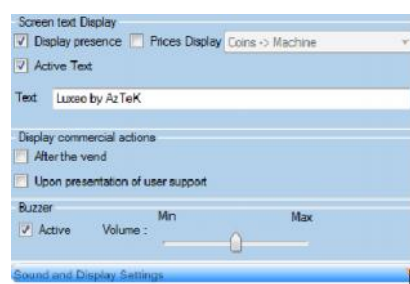 Screen text Display
Display presence Prices Display Coins -> Machine
Active Text
Text Luxeo by AzTeK
Display commercial actions
After the vend
Upon presentation of user support
Buzzer
Min Max
Active Volume :
Sound and Display Settings